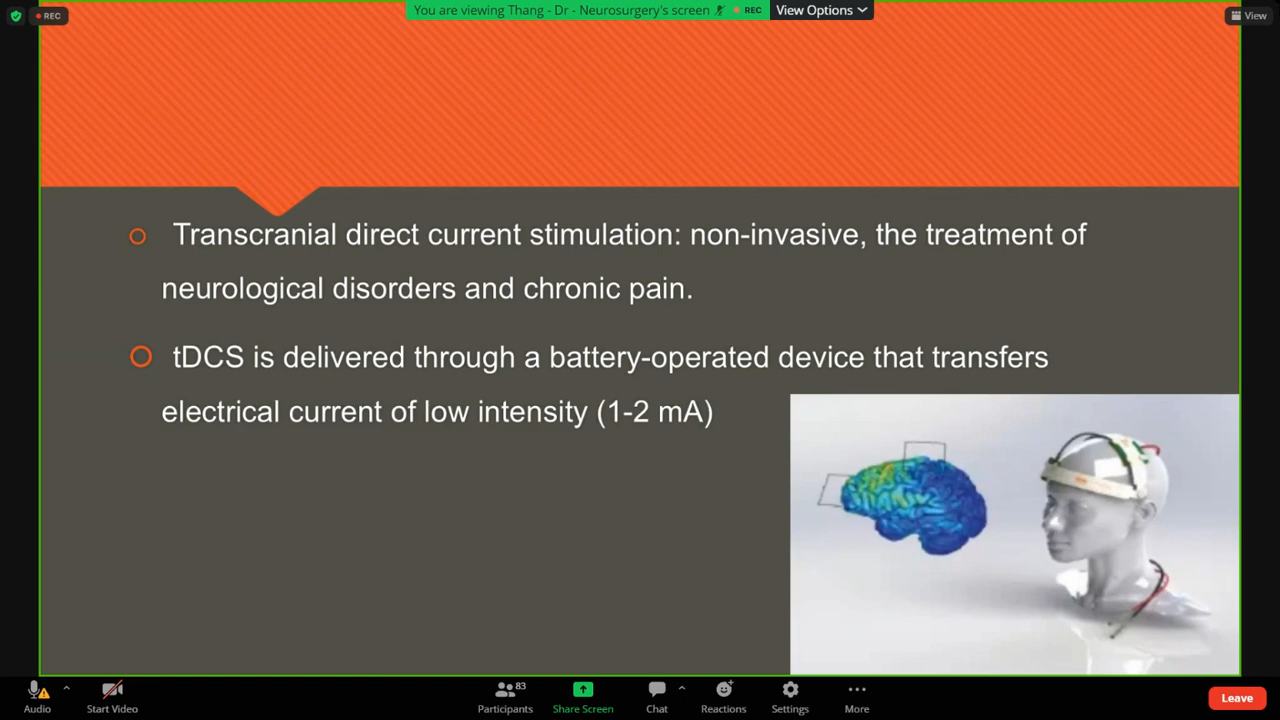 REC
You are viewing Thang - Dr - Neurosurgery's screen
REC
View Options
View
Transcranial direct current stimulation: non-invasive, the treatment of
neurological disorders and chronic pain.
tDCS is delivered through a battery-operated device that transfers
electrical current of low intensity (1-2 mA)
Audio
Start Video
83
Participants
Share Screen
Chat
Reactions
Settings
More
Leave